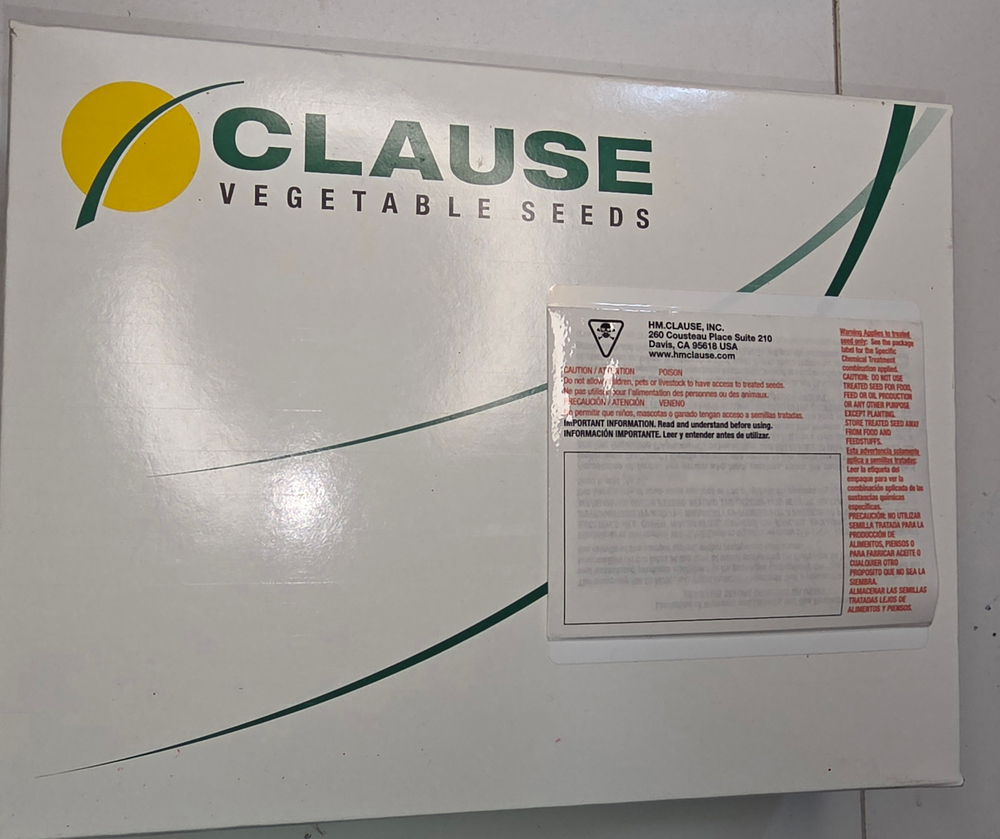 CLAUSE
VEGETABLE SEEDS
HM.CLAUSE, INC.
260 Cousteau Place Suite 210
Davis, CA 95618 USA
www.hmclause.com
CAUTION / ATTENTION POISON
Do not allow children, pets or livestock to have access to treated seeds.
Ne pas utiliser pour l'alimentation des personnes ou des animaux.
PRECAUCIÓN / ATENCIÓN VENENO
permitir que niños, mascotas o ganado tengan acceso a semillas tratadas.
IMPORTANT INFORMATION. Read and understand before using.
INFORMACIÓN IMPORTANTE. Leer y entender antes de utilizar.
Warning Applies to treated
seed only: See the package
label for the Specific
Chemical Treatment
combination applied.
CAUTION: DO NOT USE
TREATED SEED FOR FOOD,
FEED OR OIL PRODUCTION
OR ANY OTHER PURPOSE
EXCEPT PLANTING.
STORE TREATED SEED AWAY
FROM FOOD AND
FEEDSTUFFS.
Esta advertencia solamente
aplica a semillas tratadas:
Leer la etiqueta del
empaque para ver la
combinación aplicada de las
sustancias químicas
específicas.
PRECAUCIÓN: NO UTILIZAR
SEMILLA TRATADA PARA LA
PRODUCCIÓN DE
ALIMENTOS, PIENSOS O
PARA FABRICAR ACEITE O
CUALQUIER OTRO
PROPOSITO QUE NO SEA LA
SIEMBRA.
ALMACENAR LAS SEMILLAS
TRATADAS LEJOS DE
ALIMENTOS Y PIENSOS.